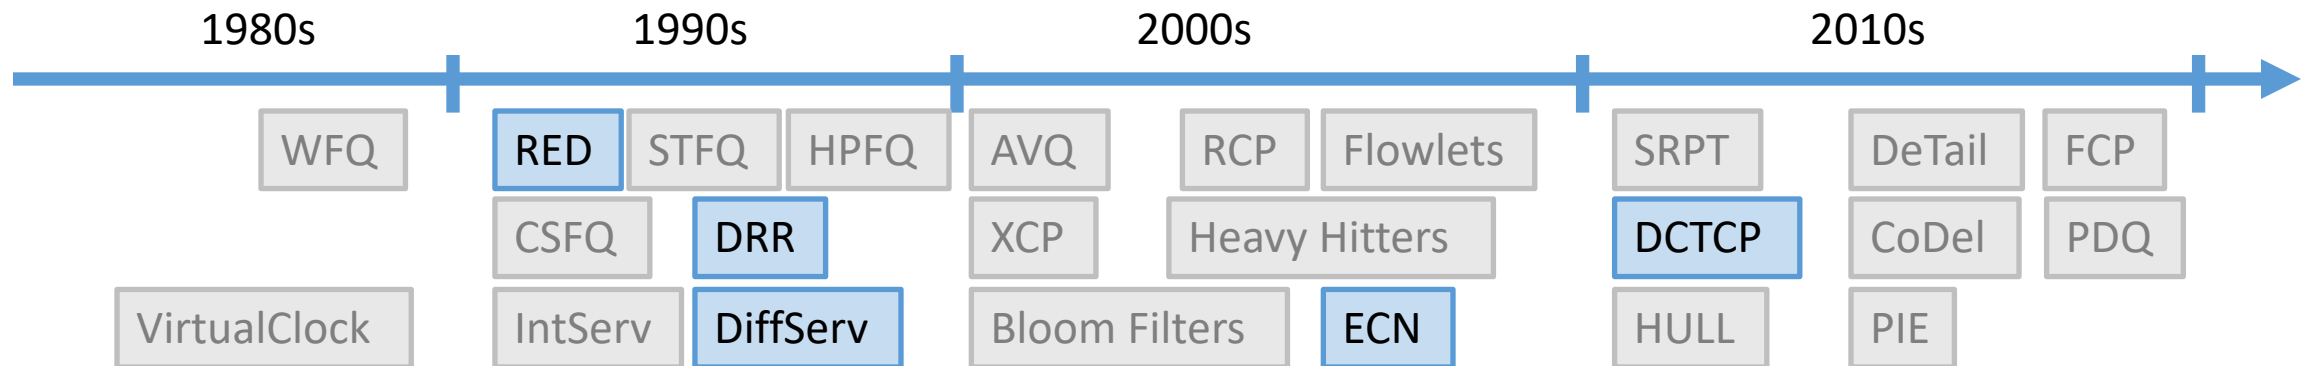 1980s 1990s 2000s 2010s
WFQ RED STFQ HPFQ AVQ RCP Flowlets SRPT DeTail FCP
CSFQ DRR XCP Heavy Hitters DCTCP CoDel PDQ
VirtualClock IntServ DiffServ Bloom Filters ECN HULL PIE